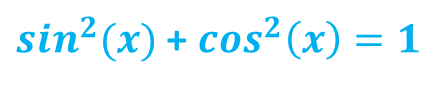 sin²(x) + cos²(x) = 1